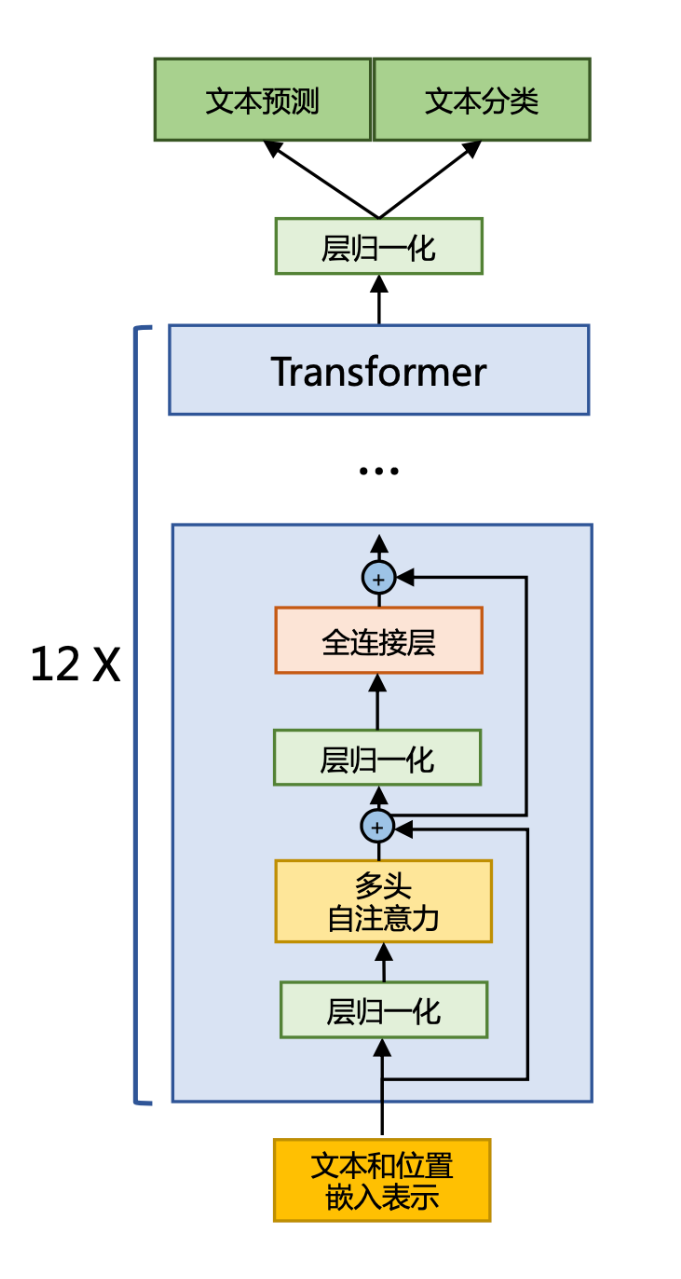 文本预测
文本分类
层归一化
Transformer
...
12 X
+
全连接层
层归一化
+
多头
自注意力
层归一化
文本和位置
嵌入表示